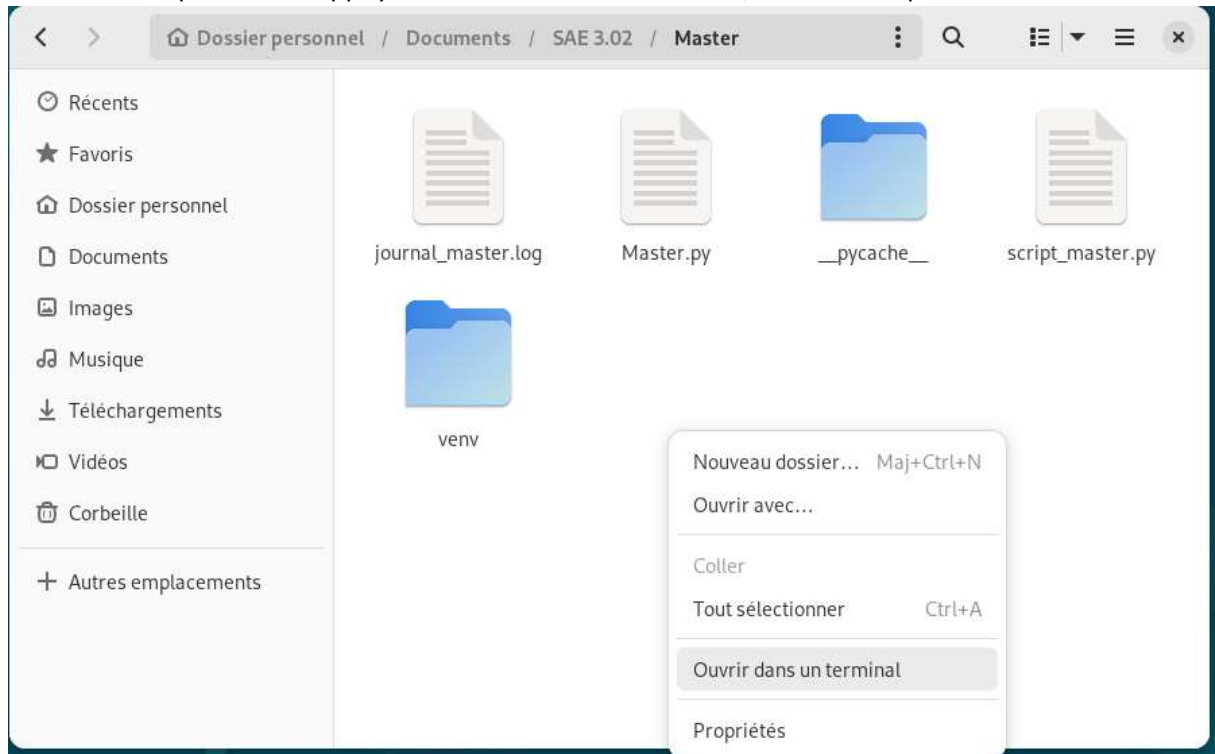 Dossier personnel / Documents / SAE 3.02 / Master
Récents
Favoris
Dossier personnel
Documents
Images
Musique
Téléchargements
Vidéos
Corbeille
Autres emplacements
journal_master.log
Master.py
__pycache__
script_master.py
venv
Nouveau dossier… Maj+Ctrl+N
Ouvrir avec…
Coller
Tout sélectionner Ctrl+A
Ouvrir dans un terminal
Propriétés